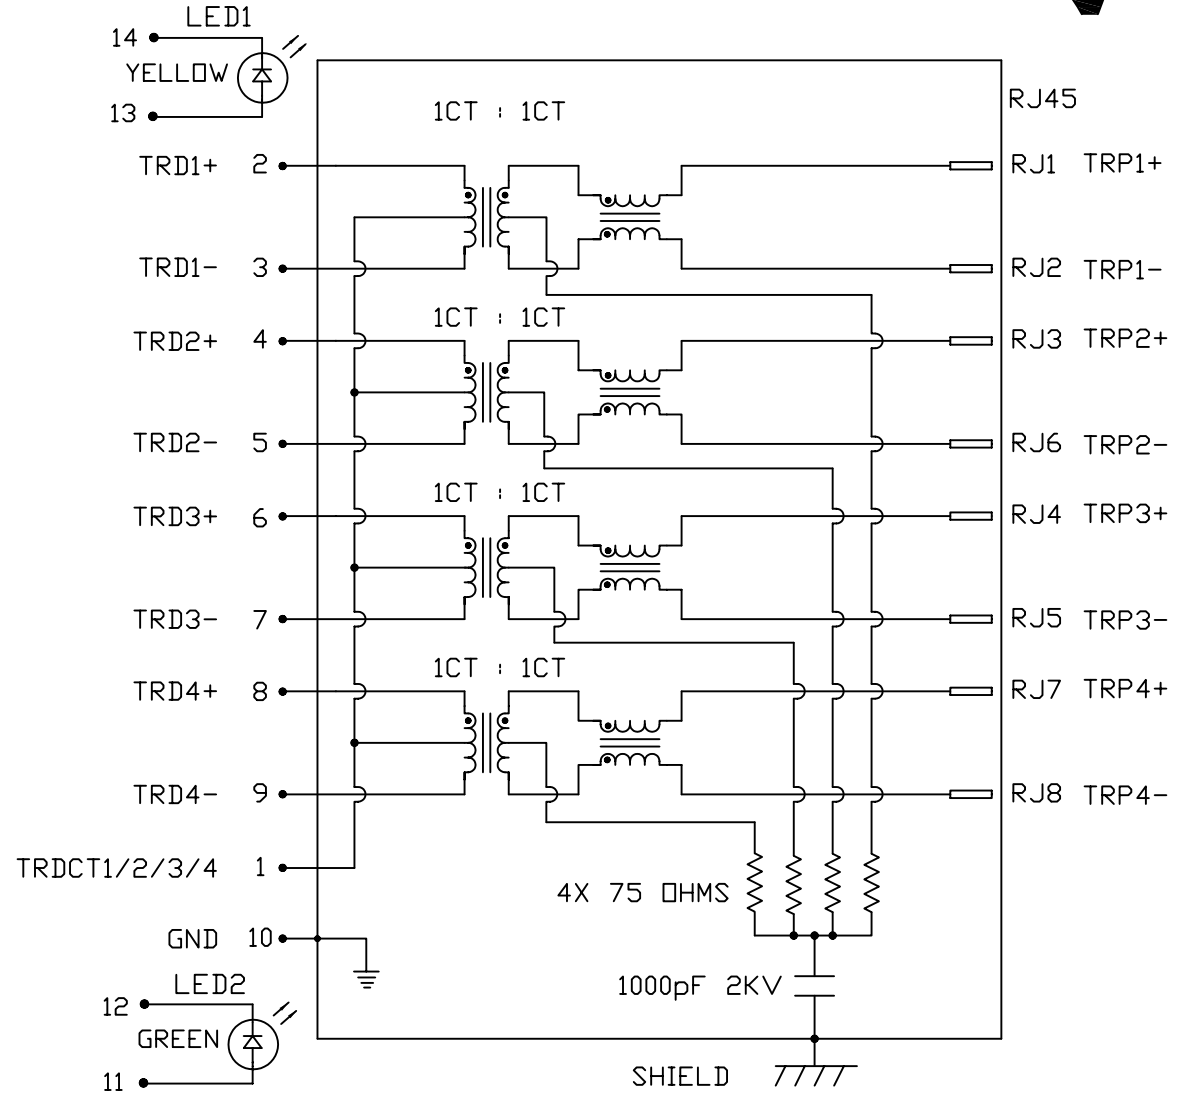 LED1
14
YELLOW
13
RJ45
1CT : 1CT
TRD1+ 2 RJ1 TRP1+
TRD1- 3 RJ2 TRP1-
1CT : 1CT
TRD2+ 4 RJ3 TRP2+
TRD2- 5 RJ6 TRP2-
1CT : 1CT
TRD3+ 6 RJ4 TRP3+
TRD3- 7 RJ5 TRP3-
1CT : 1CT
TRD4+ 8 RJ7 TRP4+
TRD4- 9 RJ8 TRP4-
TRDCT1/2/3/4 1
4X 75 OHMS
GND 10
LED2
1000pF 2KV
12
GREEN
11
SHIELD